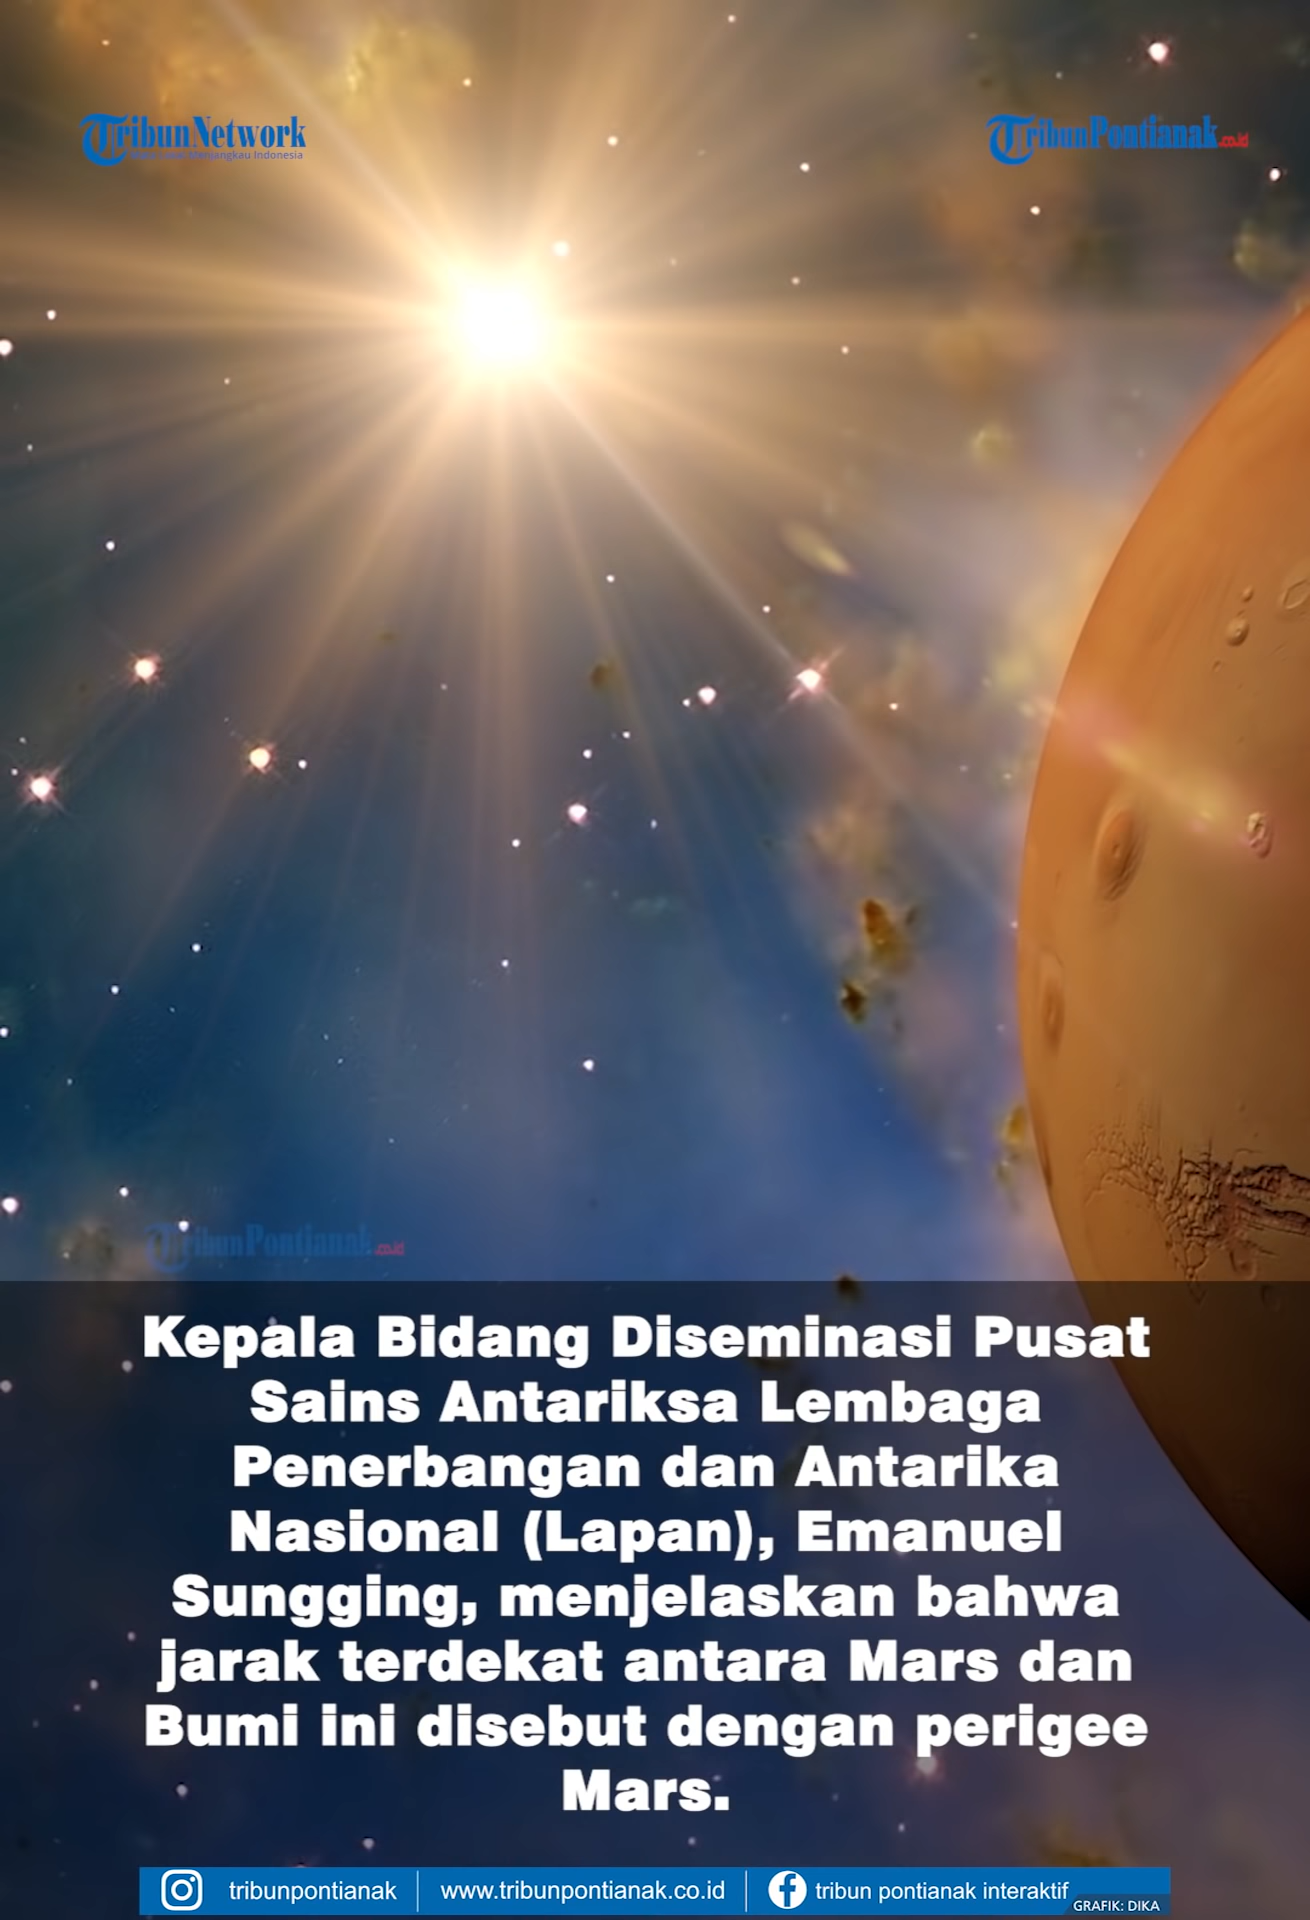 TribunNetwork
Menjangkau Indonesia
TribunPontianak.co.id
TribunPontianak.co.id
Kepala Bidang Diseminasi Pusat
Sains Antariksa Lembaga
Penerbangan dan Antarika
Nasional (Lapan), Emanuel
Sungging, menjelaskan bahwa
jarak terdekat antara Mars dan
Bumi ini disebut dengan perigee
Mars.
tribunpontianak
www.tribunpontianak.co.id
tribun pontianak interaktif
GRAFIK: DIKA